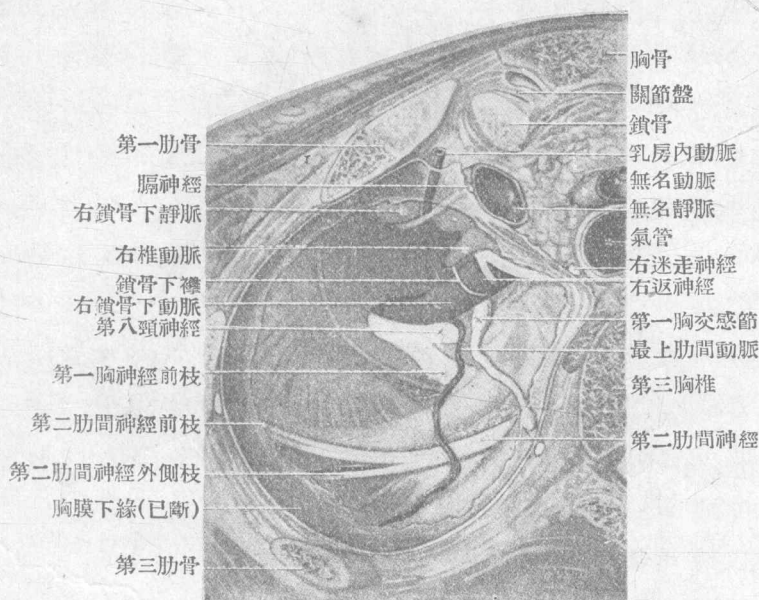 第一肋骨
膈神經
右鎖骨下靜脈
右椎動脈
鎖骨下襻
右鎖骨下動脈
第八頸神經
第一胸神經前枝
第二肋間神經前枝
第二肋間神經外側枝
胸膜下緣(已斷)
第三肋骨
胸骨
關節盤
鎖骨
乳房內動脈
無名動脈
無名靜脈
氣管
右迷走神經
右返神經
第一胸交感節
最上肋間動脈
第三胸椎
第二肋間神經